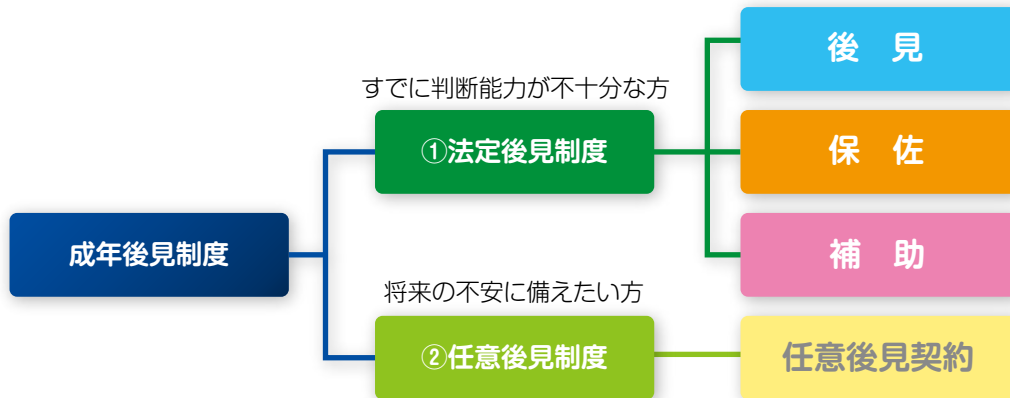 後 見
すでに判断能力が不十分な方
①法定後見制度
保 佐
成年後見制度
補 助
将来の不安に備えたい方
②任意後見制度
任意後見契約